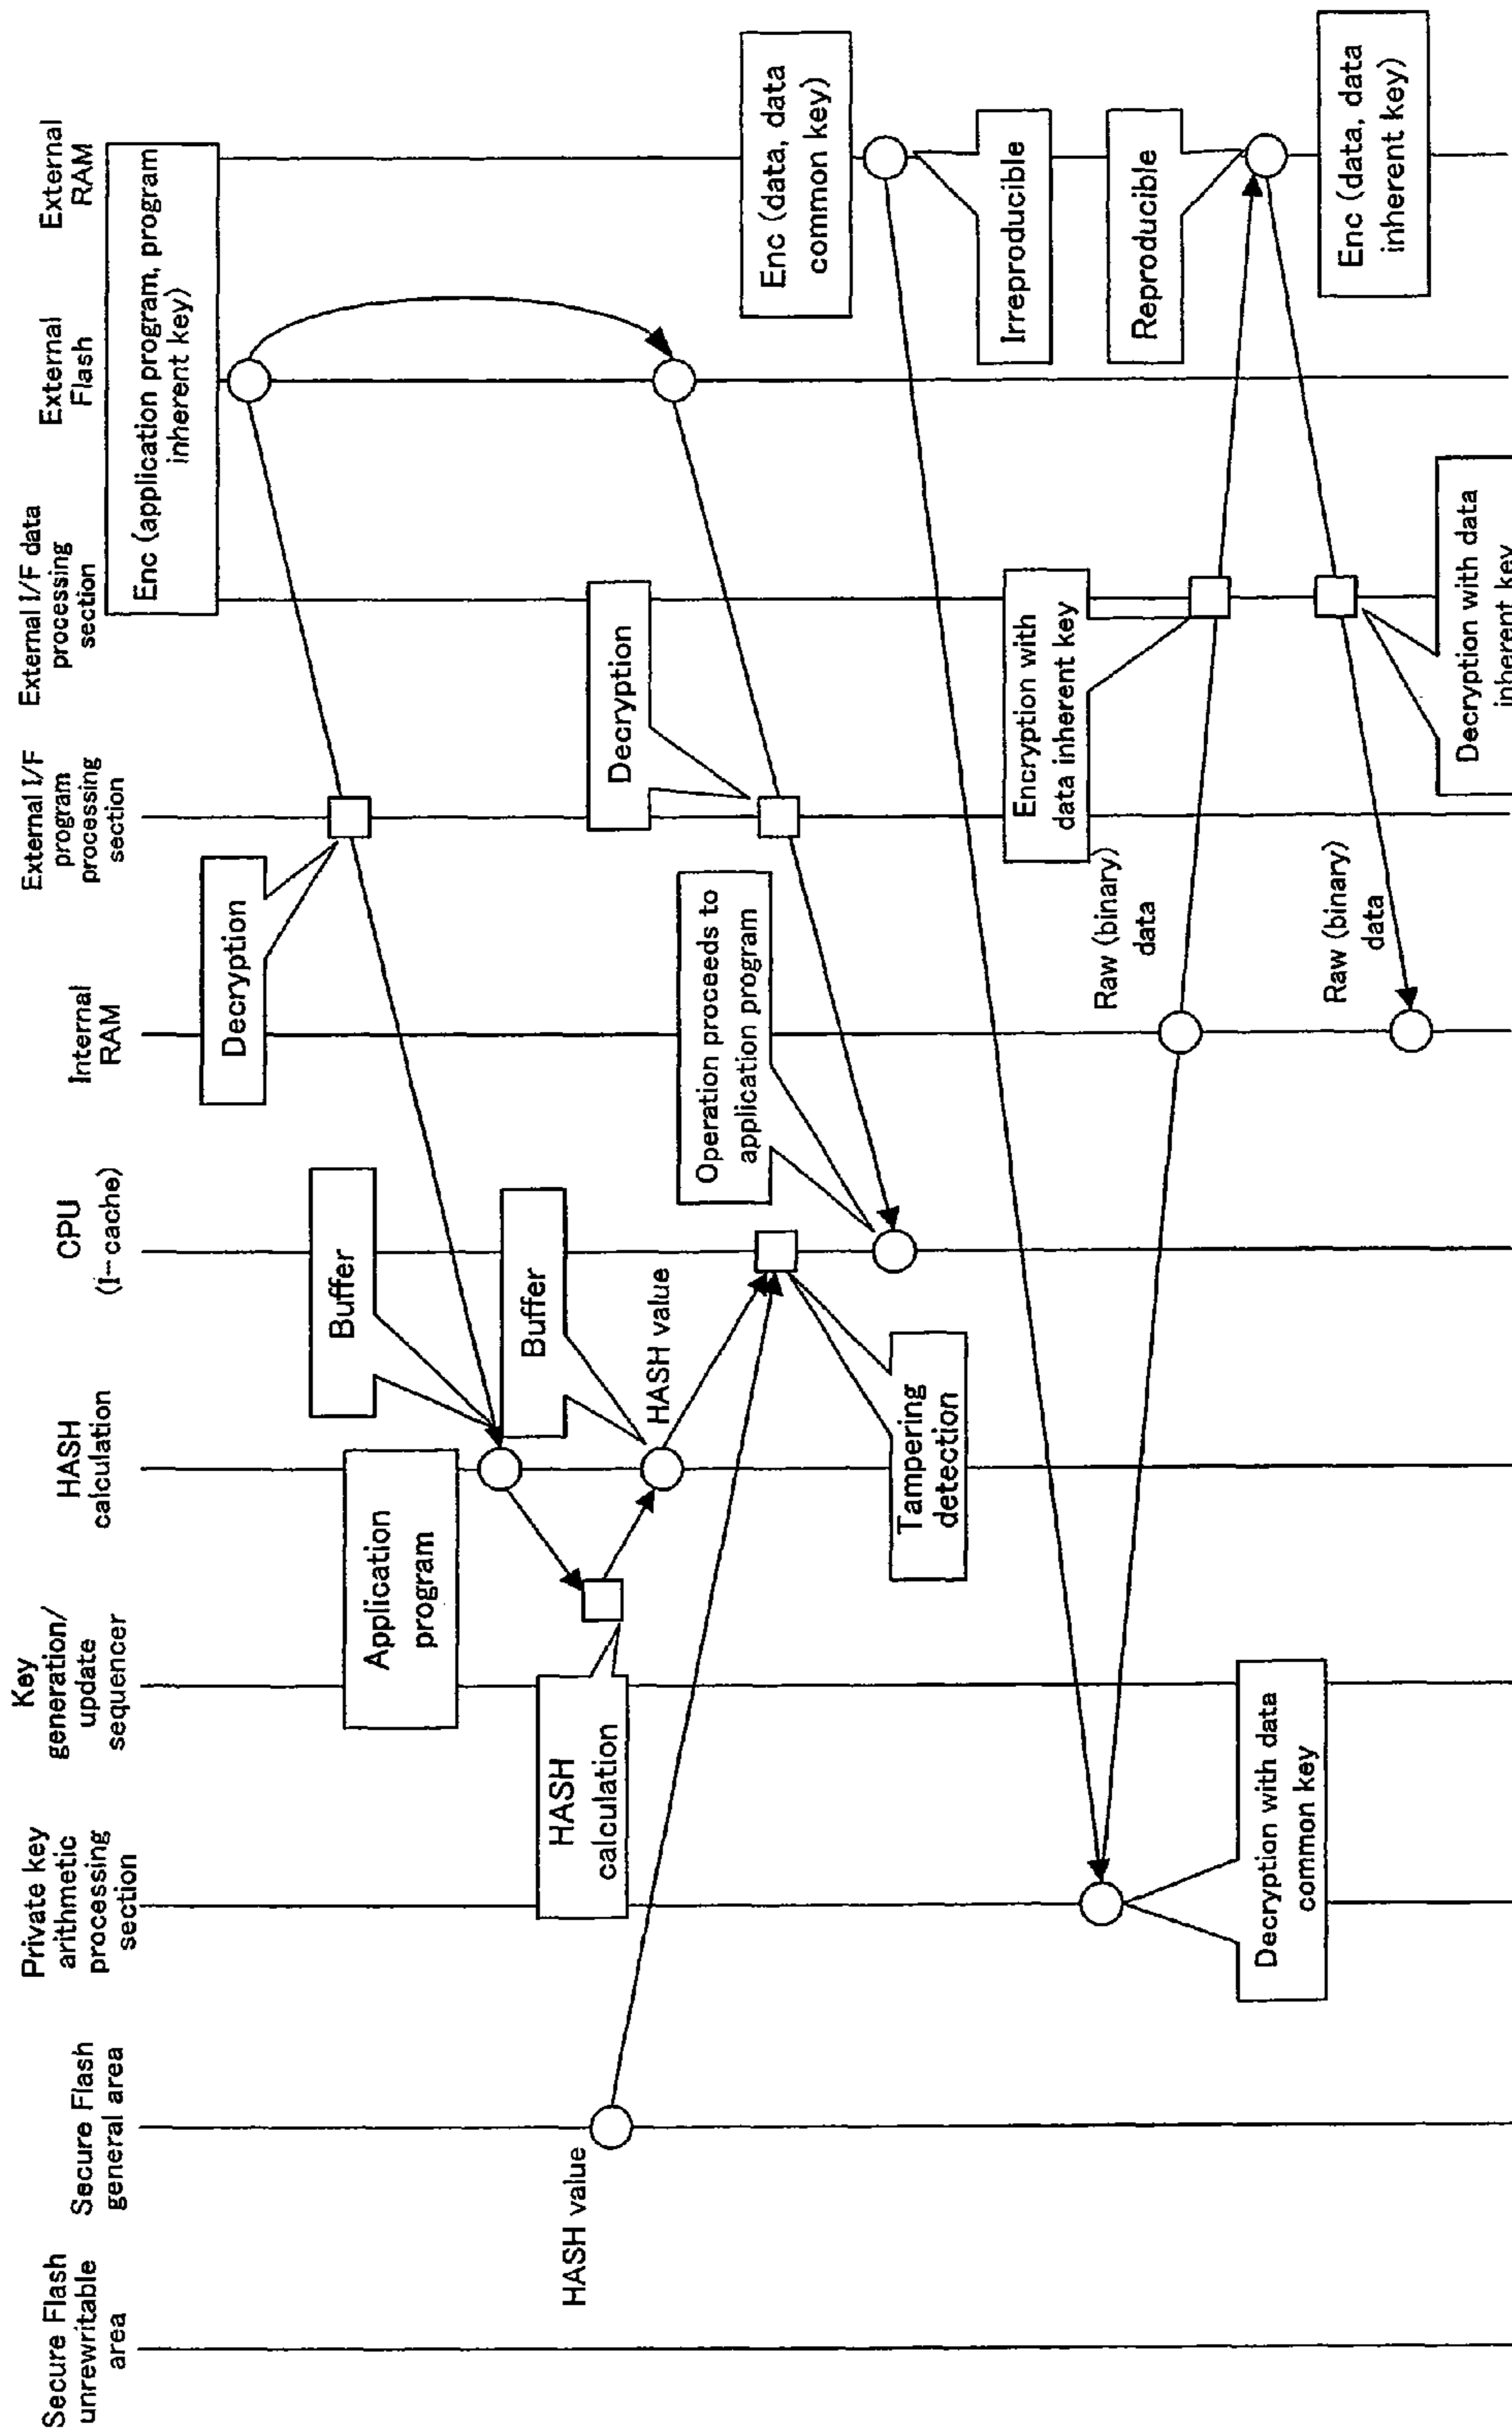 Secure Flash
unrewritable
area
Secure Flash
general area
Private key
arithmetic
processing
section
Key
generation/
update
sequencer
HASH
calculation
CPU
(i-cache)
Internal
RAM
External I/F
program
processing
section
External I/F data
processing
section
External
Flash
External
RAM
Enc (application program, program
inherent key)
Decryption
Buffer
Application
program
Buffer
HASH
calculation
HASH value
HASH value
Decryption
Operation proceeds to
application program
Tampering
detection
Enc (data, data
common key)
Irreproducible
Reproducible
Encryption with
data inherent key
Raw (binary)
data
Decryption with data
common key
Raw (binary)
data
Enc (data, data
inherent key)
Decryption with data
inherent key